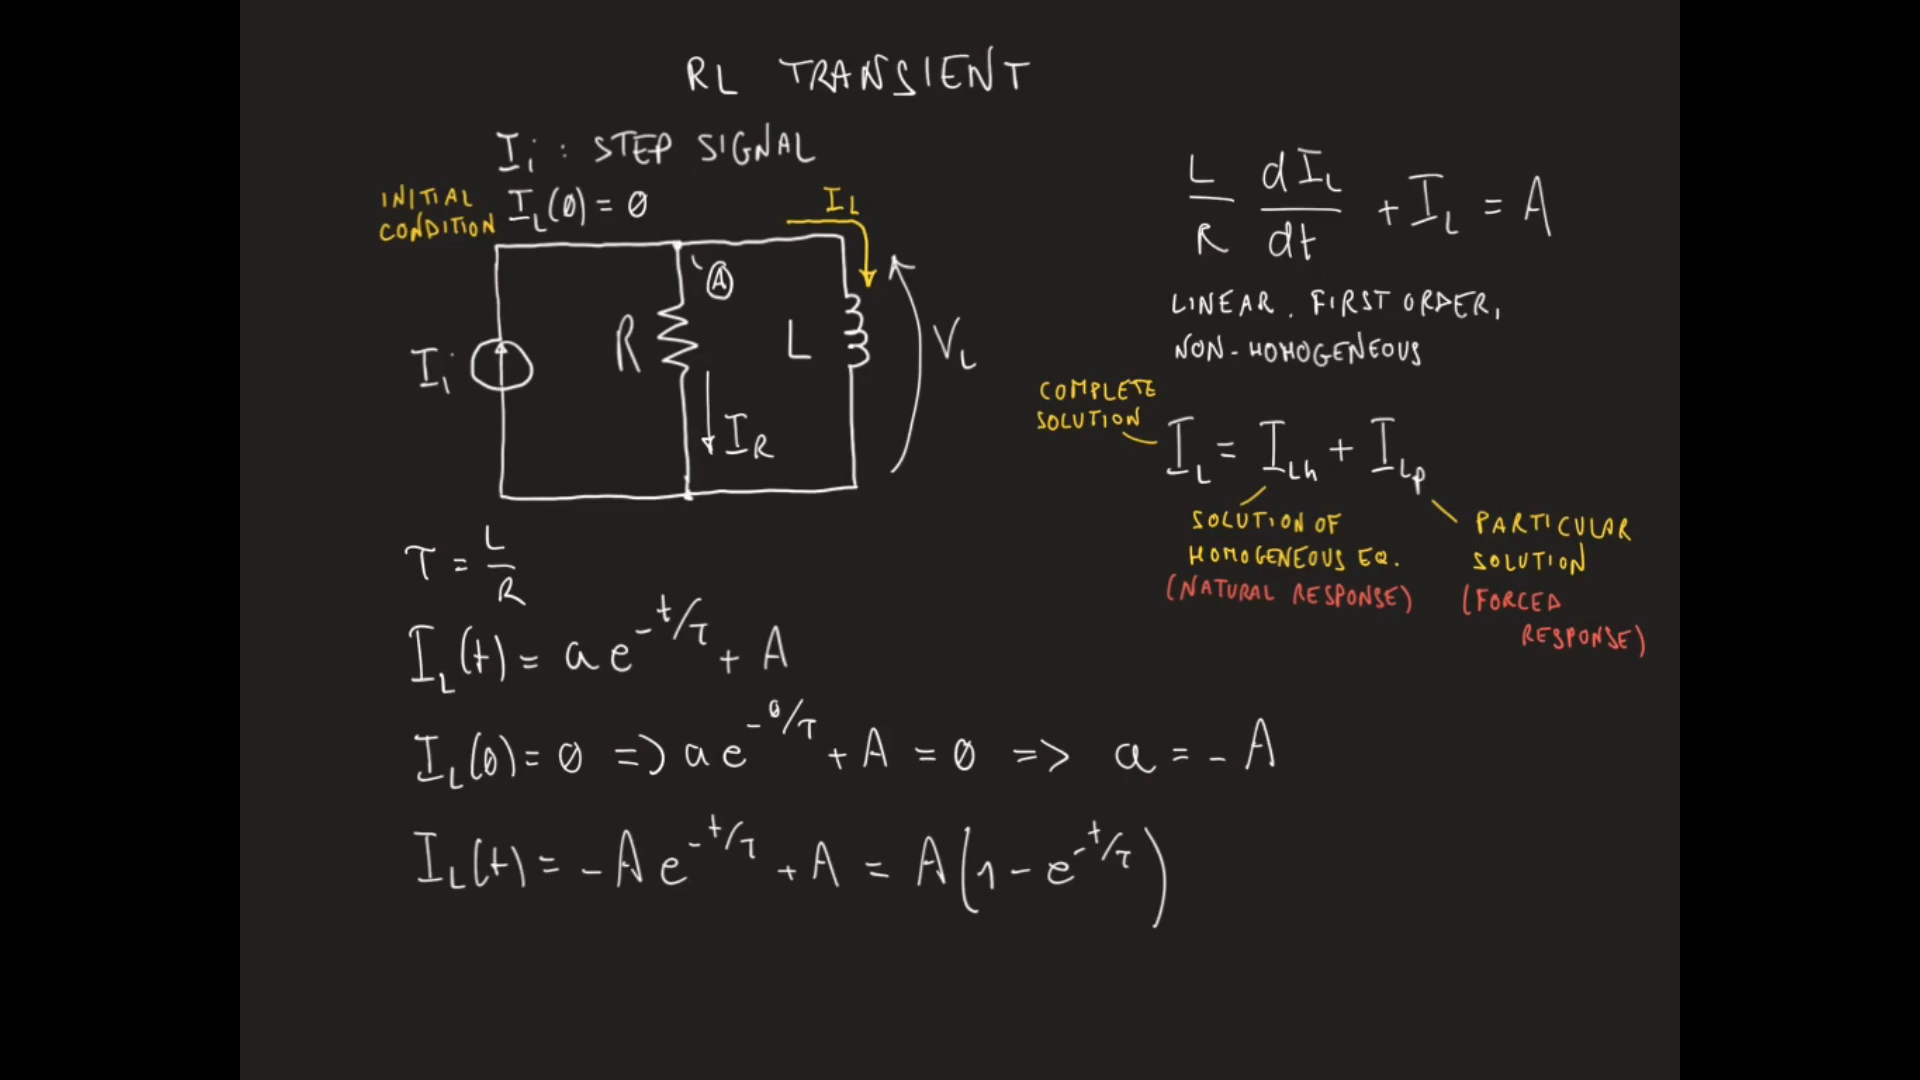 RL TRANSIENT
I_i : STEP SIGNAL
INITIAL
CONDITION
I_L(0) = 0
I_L
A
R
L
V_L
I_i
I_R
L/R dI_L/dt + I_L = A
LINEAR, FIRST ORDER,
NON-HOMOGENEOUS
COMPLETE
SOLUTION
I_L = I_Lh + I_Lp
SOLUTION OF
HOMOGENEOUS EQ.
(NATURAL RESPONSE)
PARTICULAR
SOLUTION
(FORCED
RESPONSE)
τ = L/R
I_L(t) = a e^(-t/τ) + A
I_L(0) = 0 => a e^(-0/τ) + A = 0 => a = -A
I_L(t) = -A e^(-t/τ) + A = A(1 - e^(-t/τ))